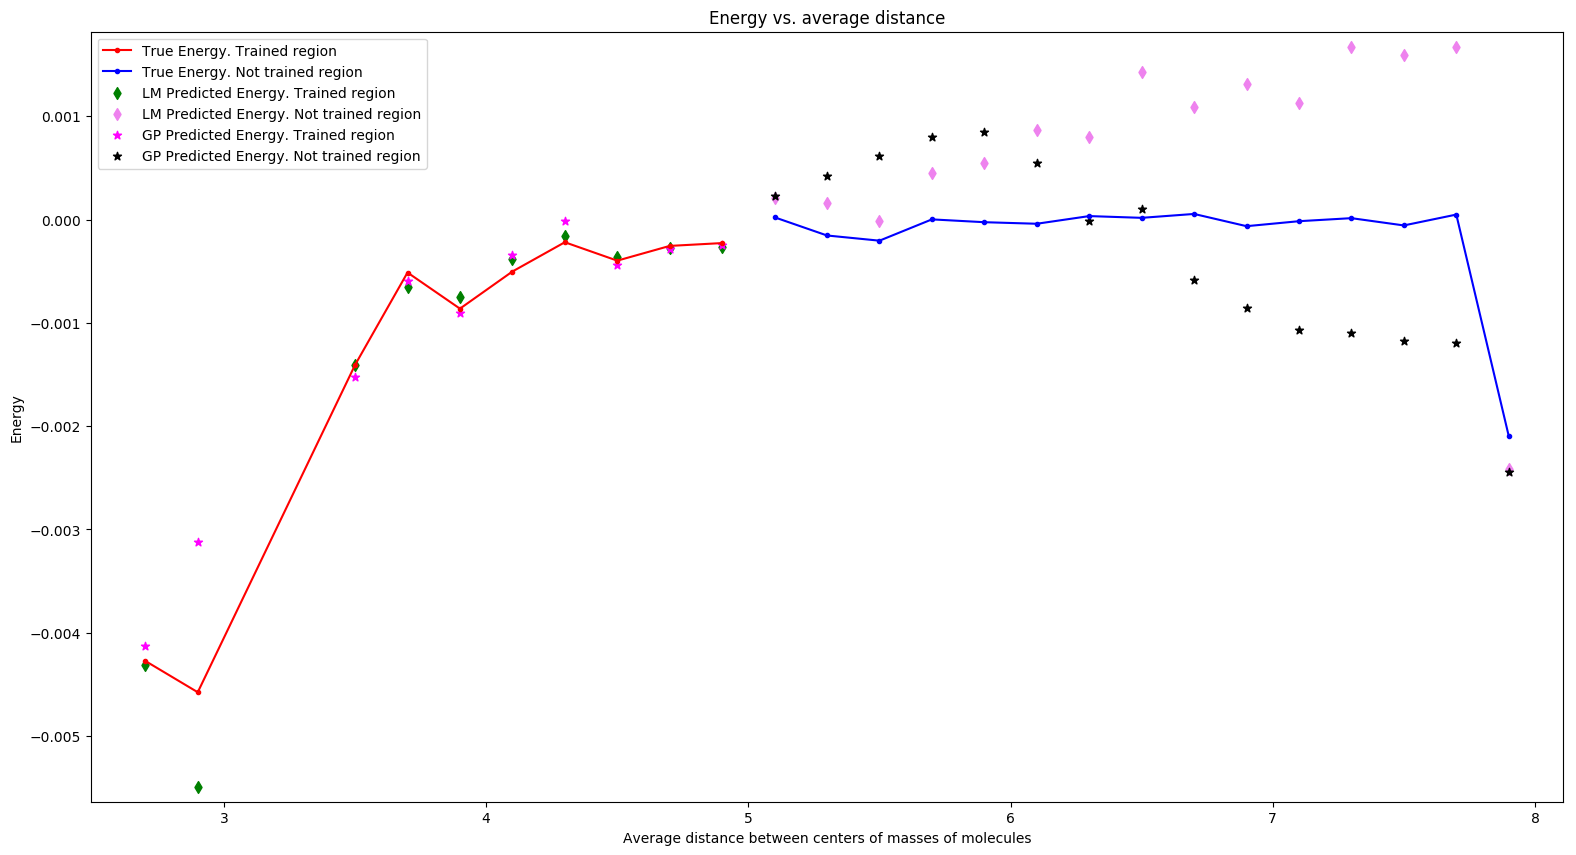 Energy vs. average distance
True Energy. Trained region
True Energy. Not trained region
LM Predicted Energy. Trained region
LM Predicted Energy. Not trained region
GP Predicted Energy. Trained region
GP Predicted Energy. Not trained region
0.001
0.000
−0.001
−0.002
−0.003
−0.004
−0.005
Energy
3 4 5 6 7 8
Average distance between centers of masses of molecules